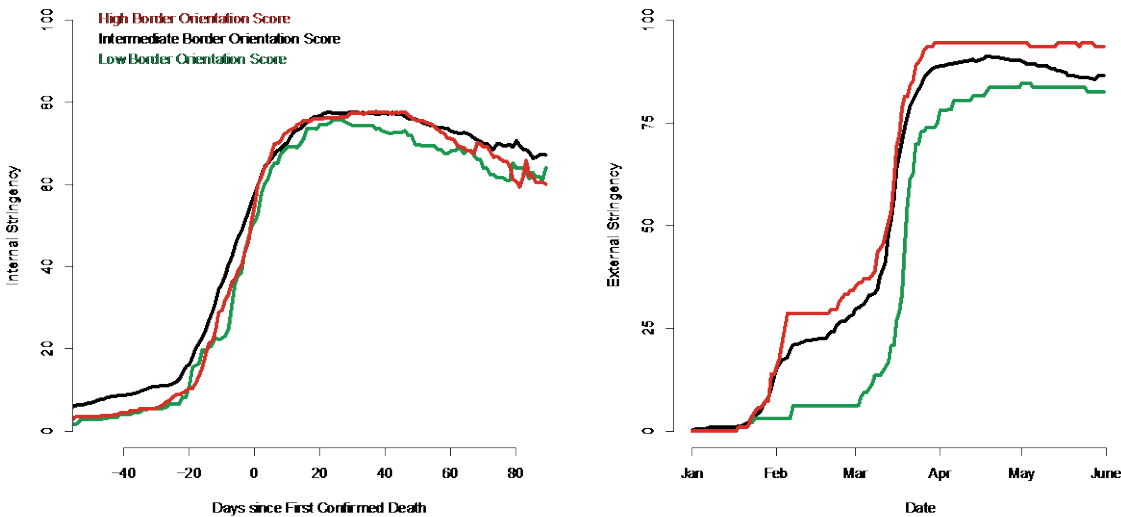 High Border Orientation Score
Intermediate Border Orientation Score
Low Border Orientation Score
Internal Stringency
0
20
40
60
80
100
−40
−20
0
20
40
60
80
Days since First Confirmed Death
External Stringency
0
25
50
75
100
Jan
Feb
Mar
Apr
May
June
Date